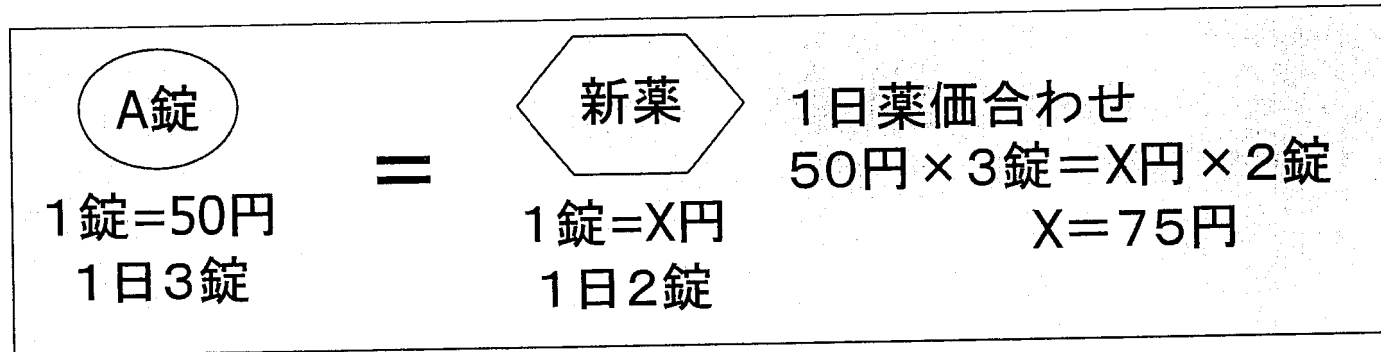 A錠
＝
1錠=50円
1日3錠
新薬
1錠=X円
1日2錠
1日薬価合わせ
50円×3錠＝X円×2錠
X＝75円